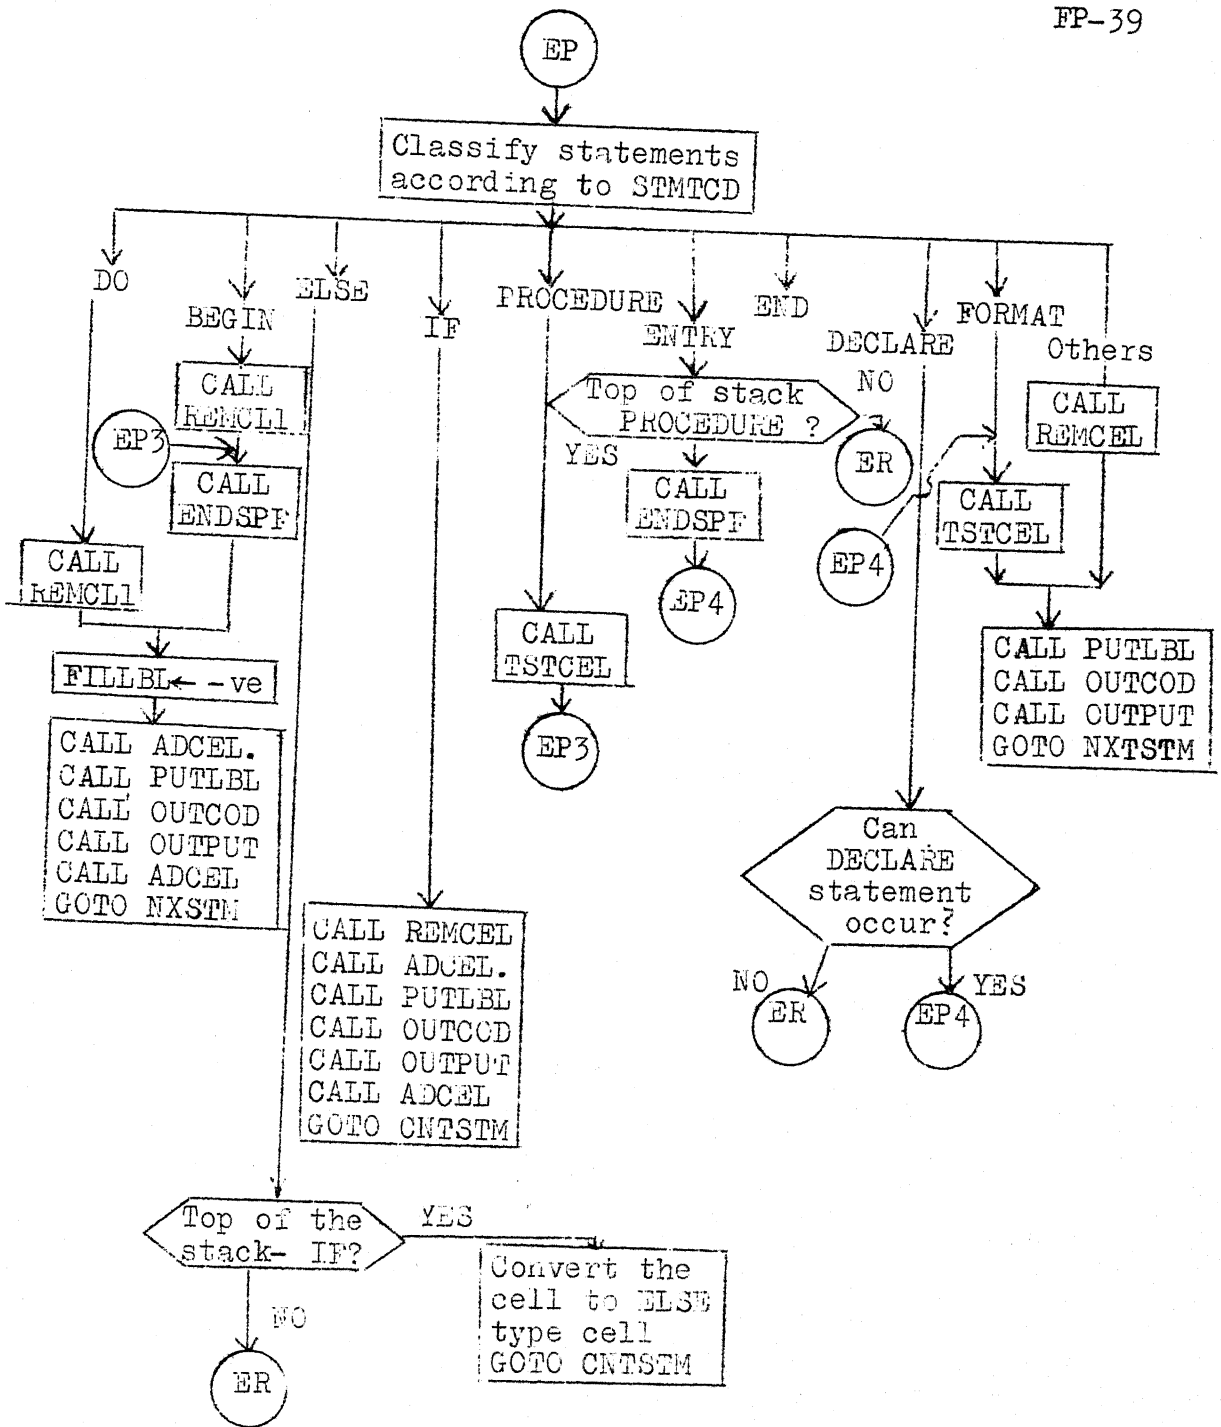 FP-39
EP
Classify statements
according to STMTCD
DO
BEGIN
ELSE
IF
PROCEDURE
ENTRY
END
DECLARE
FORMAT
Others
CALL
REMCL1
EP3
CALL
ENDSPF
CALL
REMCL1
FILLBL← -ve
CALL ADCEL.
CALL PUTLBL
CALL OUTCOD
CALL OUTPUT
CALL ADCEL
GOTO NXSTM
Top of stack
PROCEDURE ?
NO
ER
YES
CALL
ENDSPF
EP4
CALL
TSTCEL
EP3
CALL
REMCEL
CALL
TSTCEL
EP4
CALL PUTLBL
CALL OUTCOD
CALL OUTPUT
GOTO NXTSTM
Can
DECLARE
statement
occur?
NO
ER
YES
EP4
CALL REMCEL
CALL ADCEL.
CALL PUTLBL
CALL OUTCOD
CALL OUTPUT
CALL ADCEL
GOTO CNTSTM
Top of the
stack- IF?
YES
Convert the
cell to ELSE
type cell
GOTO CNTSTM
NO
ER